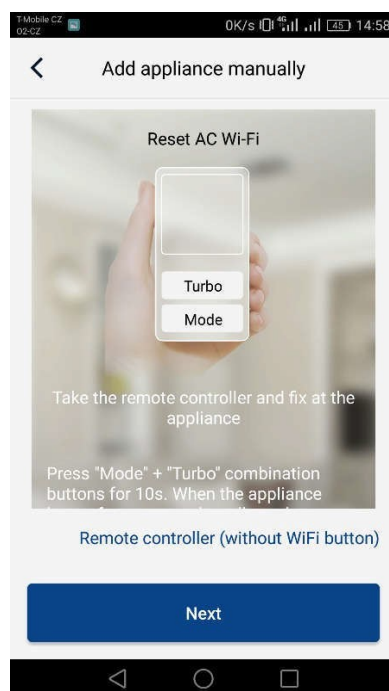 T-Mobile CZ
O2-CZ
0K/s 4G 45 14:58
Add appliance manually
Reset AC Wi-Fi
Turbo
Mode
Take the remote controller and fix at the
appliance
Press "Mode" + "Turbo" combination
buttons for 10s. When the appliance
Remote controller (without WiFi button)
Next